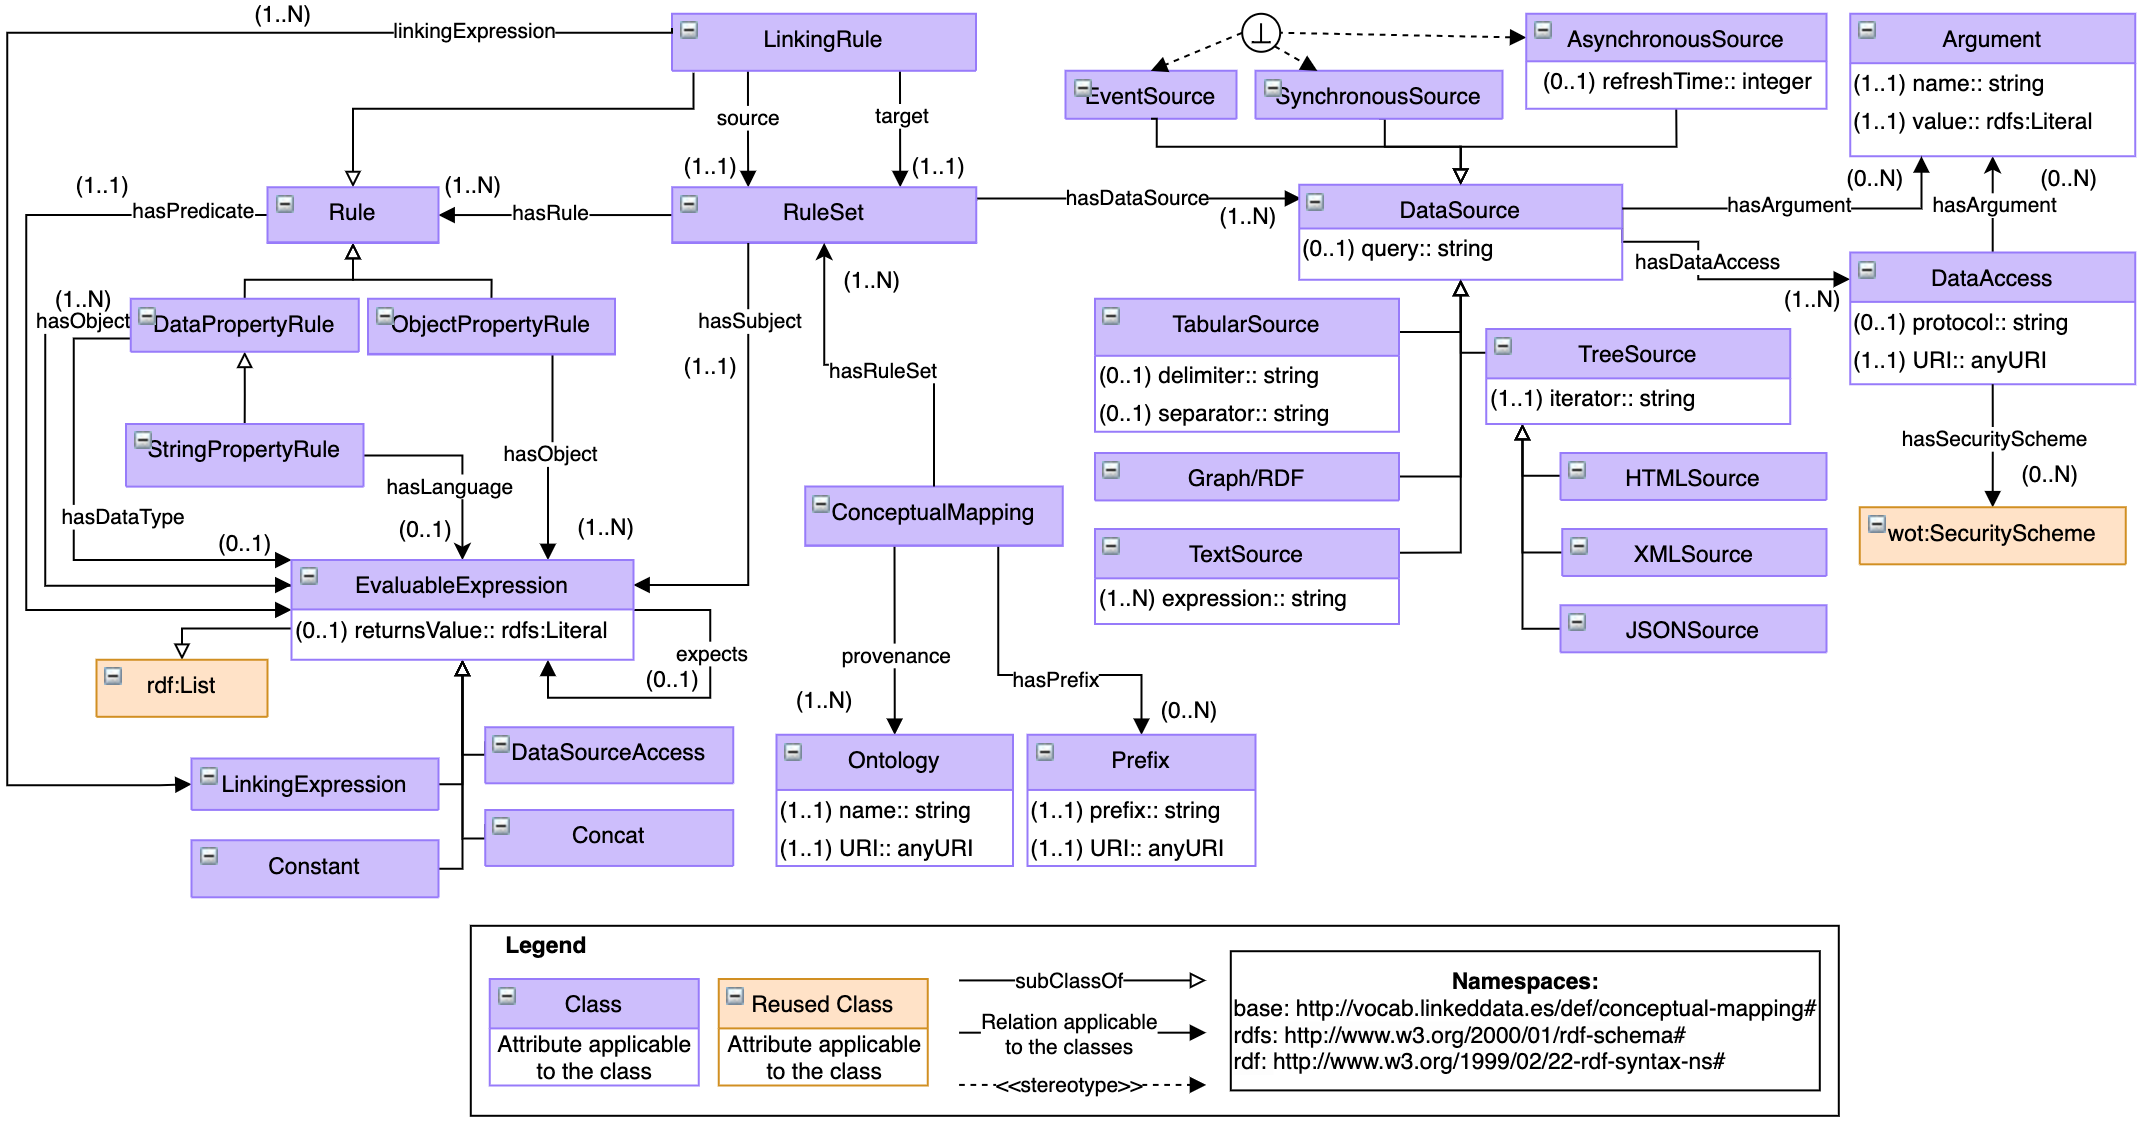 (1..N)
linkingExpression
LinkingRule
source
target
(1..1)
(1..1)
EventSource
SynchronousSource
AsynchronousSource
(0..1) refreshTime:: integer
Argument
(1..1) name:: string
(1..1) value:: rdfs:Literal
(1..1)
hasPredicate
Rule
(1..N)
hasRule
RuleSet
hasDataSource
(1..N)
DataSource
(0..1) query:: string
(0..N)
hasArgument
(0..N)
hasArgument
hasDataAccess
(1..N)
DataAccess
(0..1) protocol:: string
(1..1) URI:: anyURI
(1..N)
hasObject
DataPropertyRule
ObjectPropertyRule
hasSubject
(1..1)
(1..N)
hasRuleSet
TabularSource
(0..1) delimiter:: string
(0..1) separator:: string
TreeSource
(1..1) iterator:: string
StringPropertyRule
hasLanguage
(0..1)
hasObject
(1..N)
hasDataType
(0..1)
ConceptualMapping
Graph/RDF
HTMLSource
hasSecurityScheme
(0..N)
wot:SecurityScheme
TextSource
(1..N) expression:: string
XMLSource
JSONSource
EvaluableExpression
(0..1) returnsValue:: rdfs:Literal
expects
(0..1)
rdf:List
provenance
(1..N)
hasPrefix
(0..N)
LinkingExpression
DataSourceAccess
Constant
Concat
Ontology
(1..1) name:: string
(1..1) URI:: anyURI
Prefix
(1..1) prefix:: string
(1..1) URI:: anyURI
Legend
Class
Attribute applicable
to the class
Reused Class
Attribute applicable
to the class
subClassOf
Relation applicable
to the classes
<<stereotype>>
Namespaces:
base: http://vocab.linkeddata.es/def/conceptual-mapping#
rdfs: http://www.w3.org/2000/01/rdf-schema#
rdf: http://www.w3.org/1999/02/22-rdf-syntax-ns#